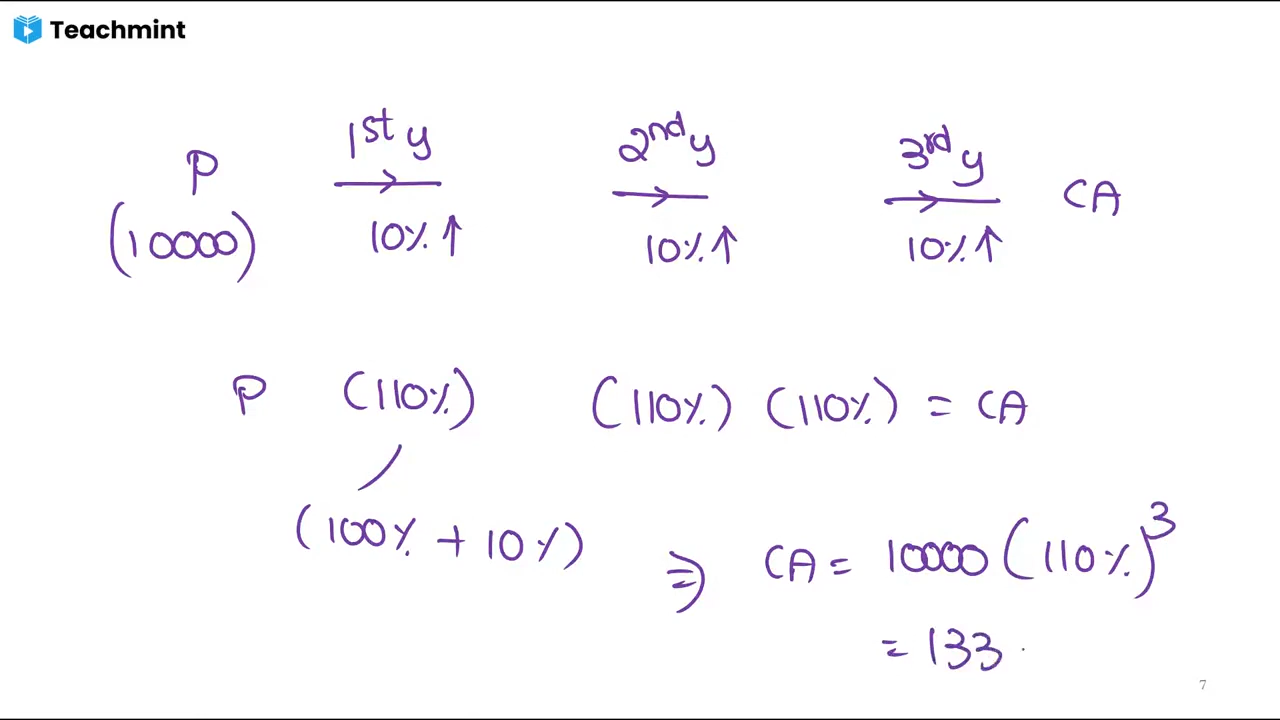 Teachmint
1st y 2nd y 3rd y
P CA
(10000) 10% ↑ 10% ↑ 10% ↑
P (110%) (110%) (110%) = CA
(100% + 10%)
⇒ CA = 10000 (110%)^3
= 133
7